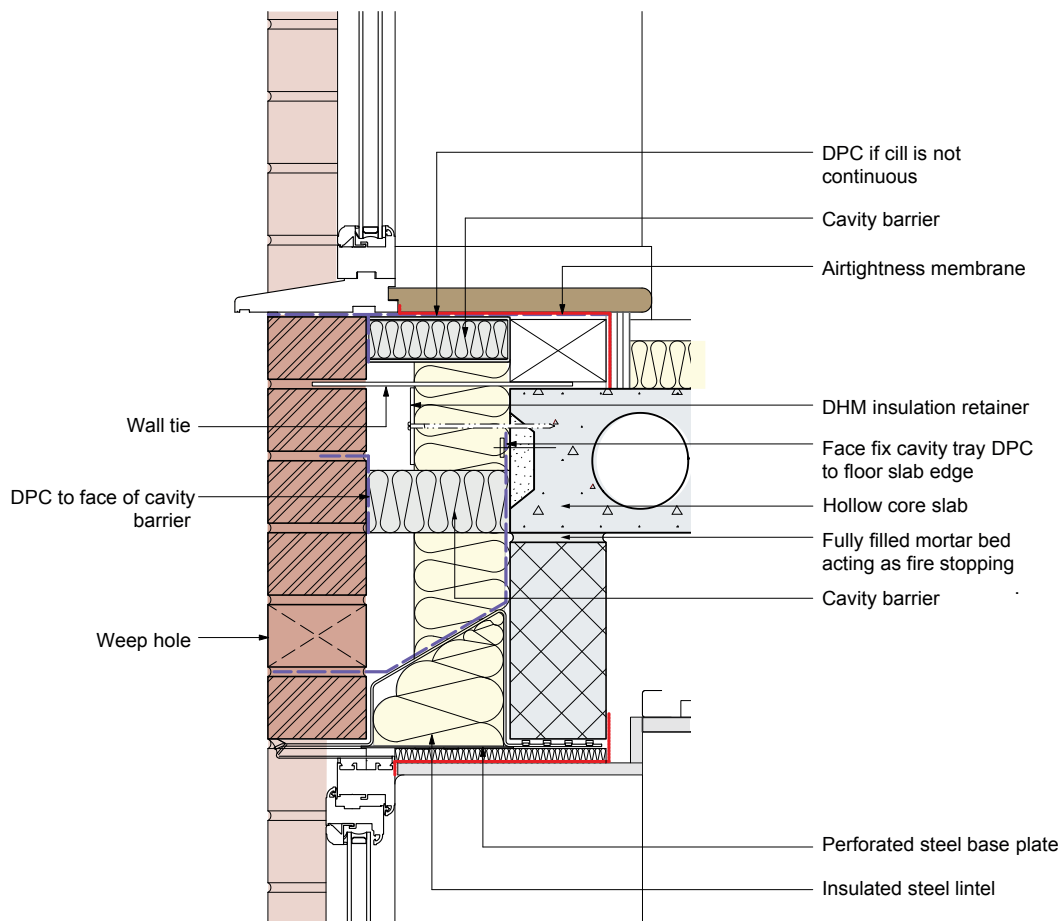 DPC if cill is not
continuous
Cavity barrier
Airtightness membrane
Wall tie
DHM insulation retainer
Face fix cavity tray DPC
to floor slab edge
DPC to face of cavity
barrier
Hollow core slab
Fully filled mortar bed
acting as fire stopping
Cavity barrier
Weep hole
Perforated steel base plate
Insulated steel lintel